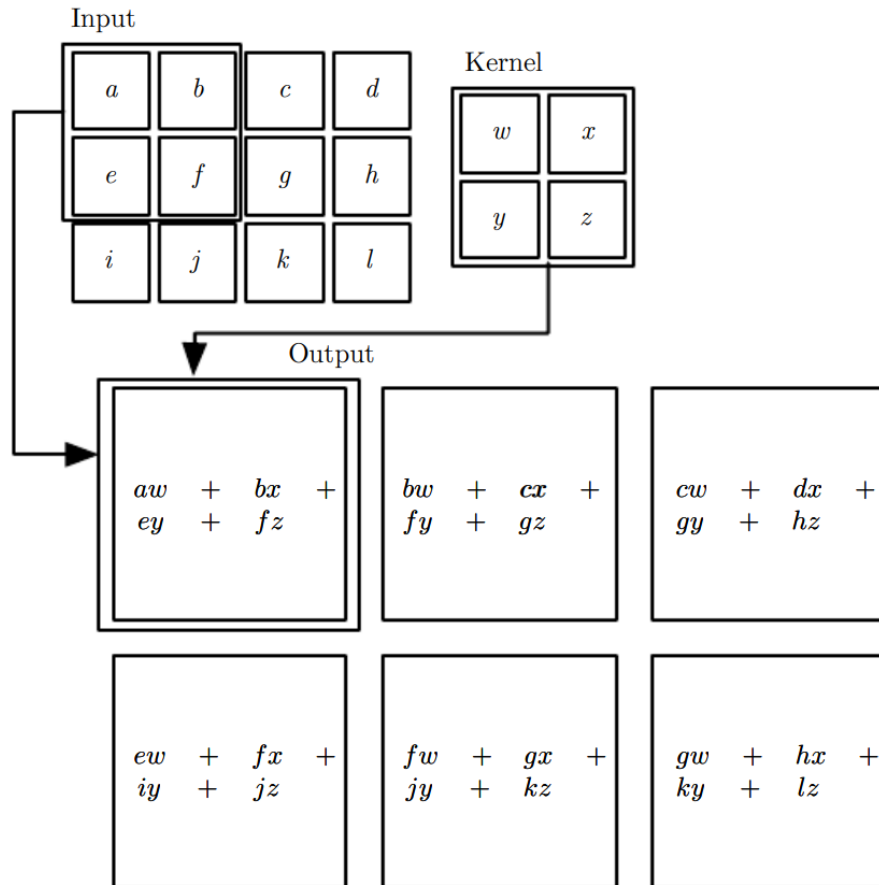 Input
a b c d
Kernel
w x
e f g h
y z
i j k l
Output
aw + bx +
ey + fz
bw + cx +
fy + gz
cw + dx +
gy + hz
ew + fx +
iy + jz
fw + gx +
jy + kz
gw + hx +
ky + lz